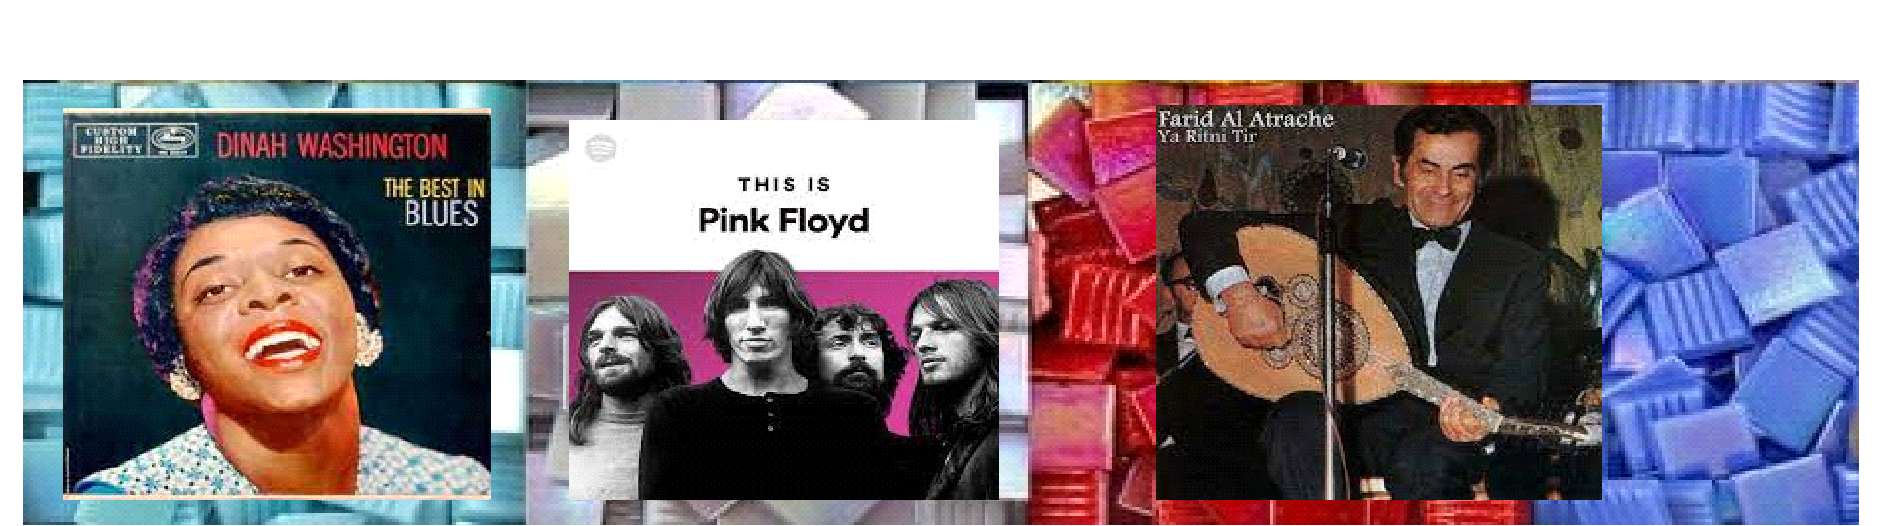 CUSTOM
HIGH
FIDELITY
DINAH WASHINGTON
THE BEST IN
BLUES
THIS IS
Pink Floyd
Farid Al Atrache
Ya Ritni Tir